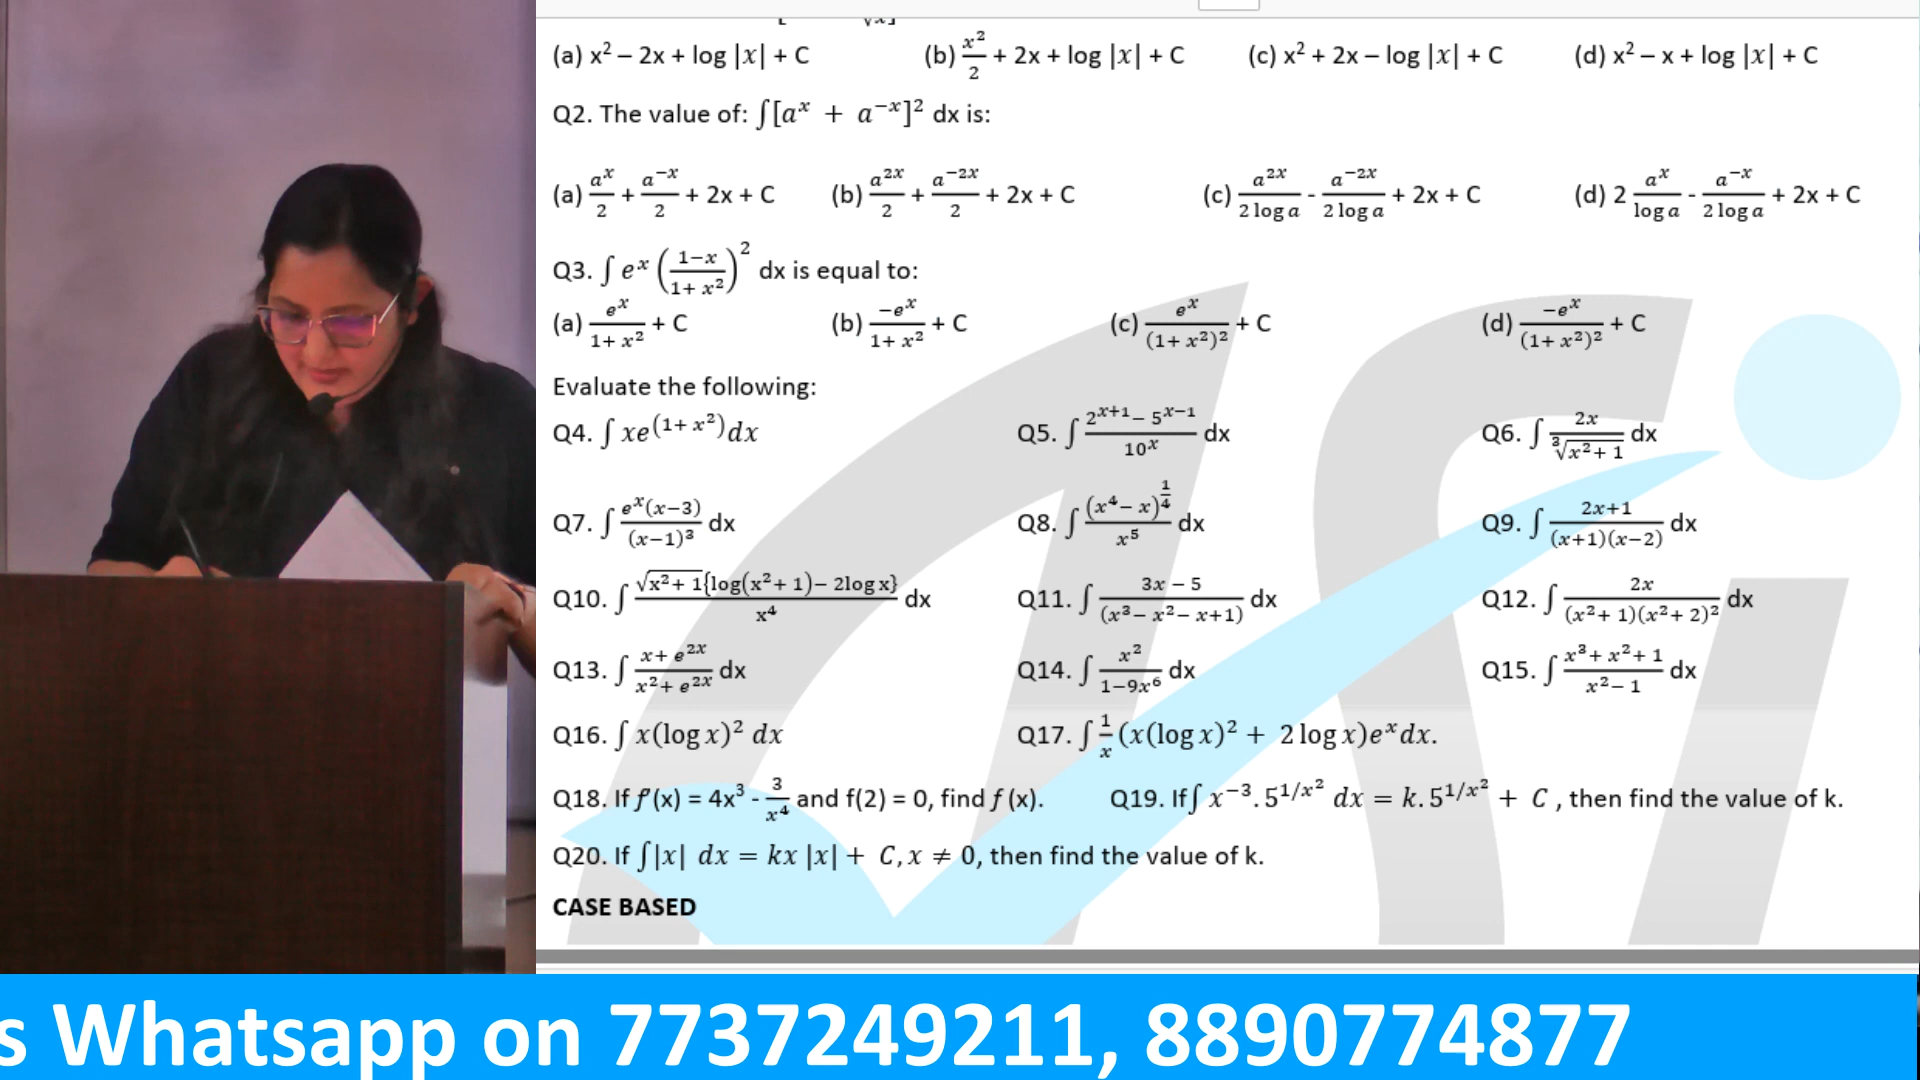 (a) x² – 2x + log |x| + C (b) x²/2 + 2x + log |x| + C (c) x² + 2x – log |x| + C (d) x² – x + log |x| + C
Q2. The value of: ∫[aˣ + a⁻ˣ]² dx is:
(a) aˣ/2 + a⁻ˣ/2 + 2x + C (b) a²ˣ/2 + a⁻²ˣ/2 + 2x + C (c) a²ˣ/(2 log a) - a⁻²ˣ/(2 log a) + 2x + C (d) 2 aˣ/(log a) - a⁻ˣ/(2 log a) + 2x + C
Q3. ∫ eˣ ((1−x)/(1+ x²))² dx is equal to:
(a) eˣ/(1+ x²) + C (b) −eˣ/(1+ x²) + C (c) eˣ/(1+ x²)² + C (d) −eˣ/(1+ x²)² + C
Evaluate the following:
Q4. ∫ xe^(1+ x²) dx Q5. ∫ (2^(x+1) − 5^(x−1))/10ˣ dx Q6. ∫ 2x/∛(x²+ 1) dx
Q7. ∫ eˣ(x−3)/(x−1)³ dx Q8. ∫ (x⁴− x)^(1/4)/x⁵ dx Q9. ∫ (2x+1)/((x+1)(x−2)) dx
Q10. ∫ √(x²+ 1){log(x²+ 1)− 2log x}/x⁴ dx Q11. ∫ (3x − 5)/(x³− x²− x+1) dx Q12. ∫ 2x/((x²+ 1)(x²+ 2)²) dx
Q13. ∫ (x+ e²ˣ)/(x²+ e²ˣ) dx Q14. ∫ x²/(1−9x⁶) dx Q15. ∫ (x³+ x²+ 1)/(x²− 1) dx
Q16. ∫ x(log x)² dx Q17. ∫ 1/x (x(log x)² + 2 log x)eˣdx.
Q18. If f'(x) = 4x³ - 3/x⁴ and f(2) = 0, find f (x). Q19. If∫ x⁻³. 5^(1/x²) dx = k. 5^(1/x²) + C , then find the value of k.
Q20. If ∫|x| dx = kx |x| + C, x ≠ 0, then find the value of k.
CASE BASED
s Whatsapp on 7737249211, 8890774877